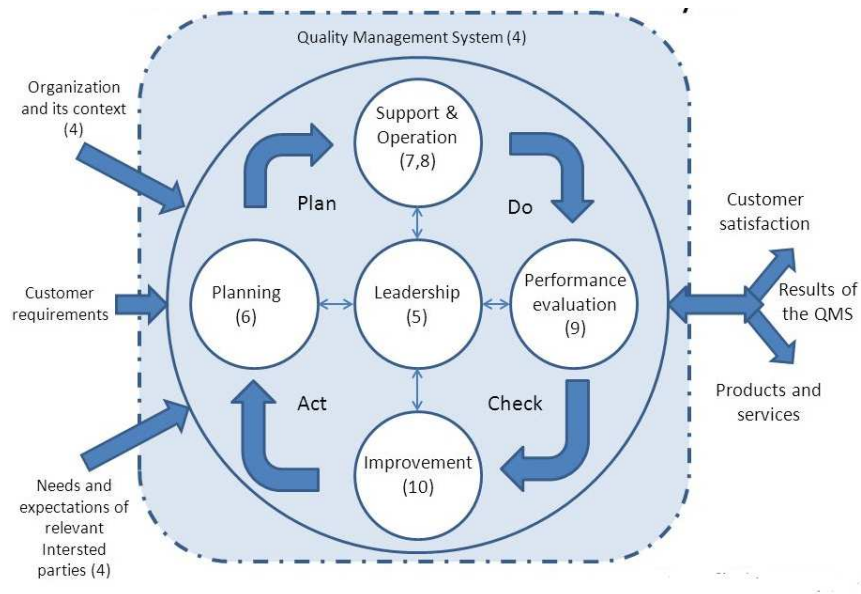 Quality Management System (4)
Organization
and its context
(4)
Support &
Operation
(7,8)
Plan
Do
Customer
satisfaction
Customer
requirements
Planning
(6)
Leadership
(5)
Performance
evaluation
(9)
Results of
the QMS
Act
Check
Products and
services
Improvement
(10)
Needs and
expectations of
relevant
Intersted
parties (4)